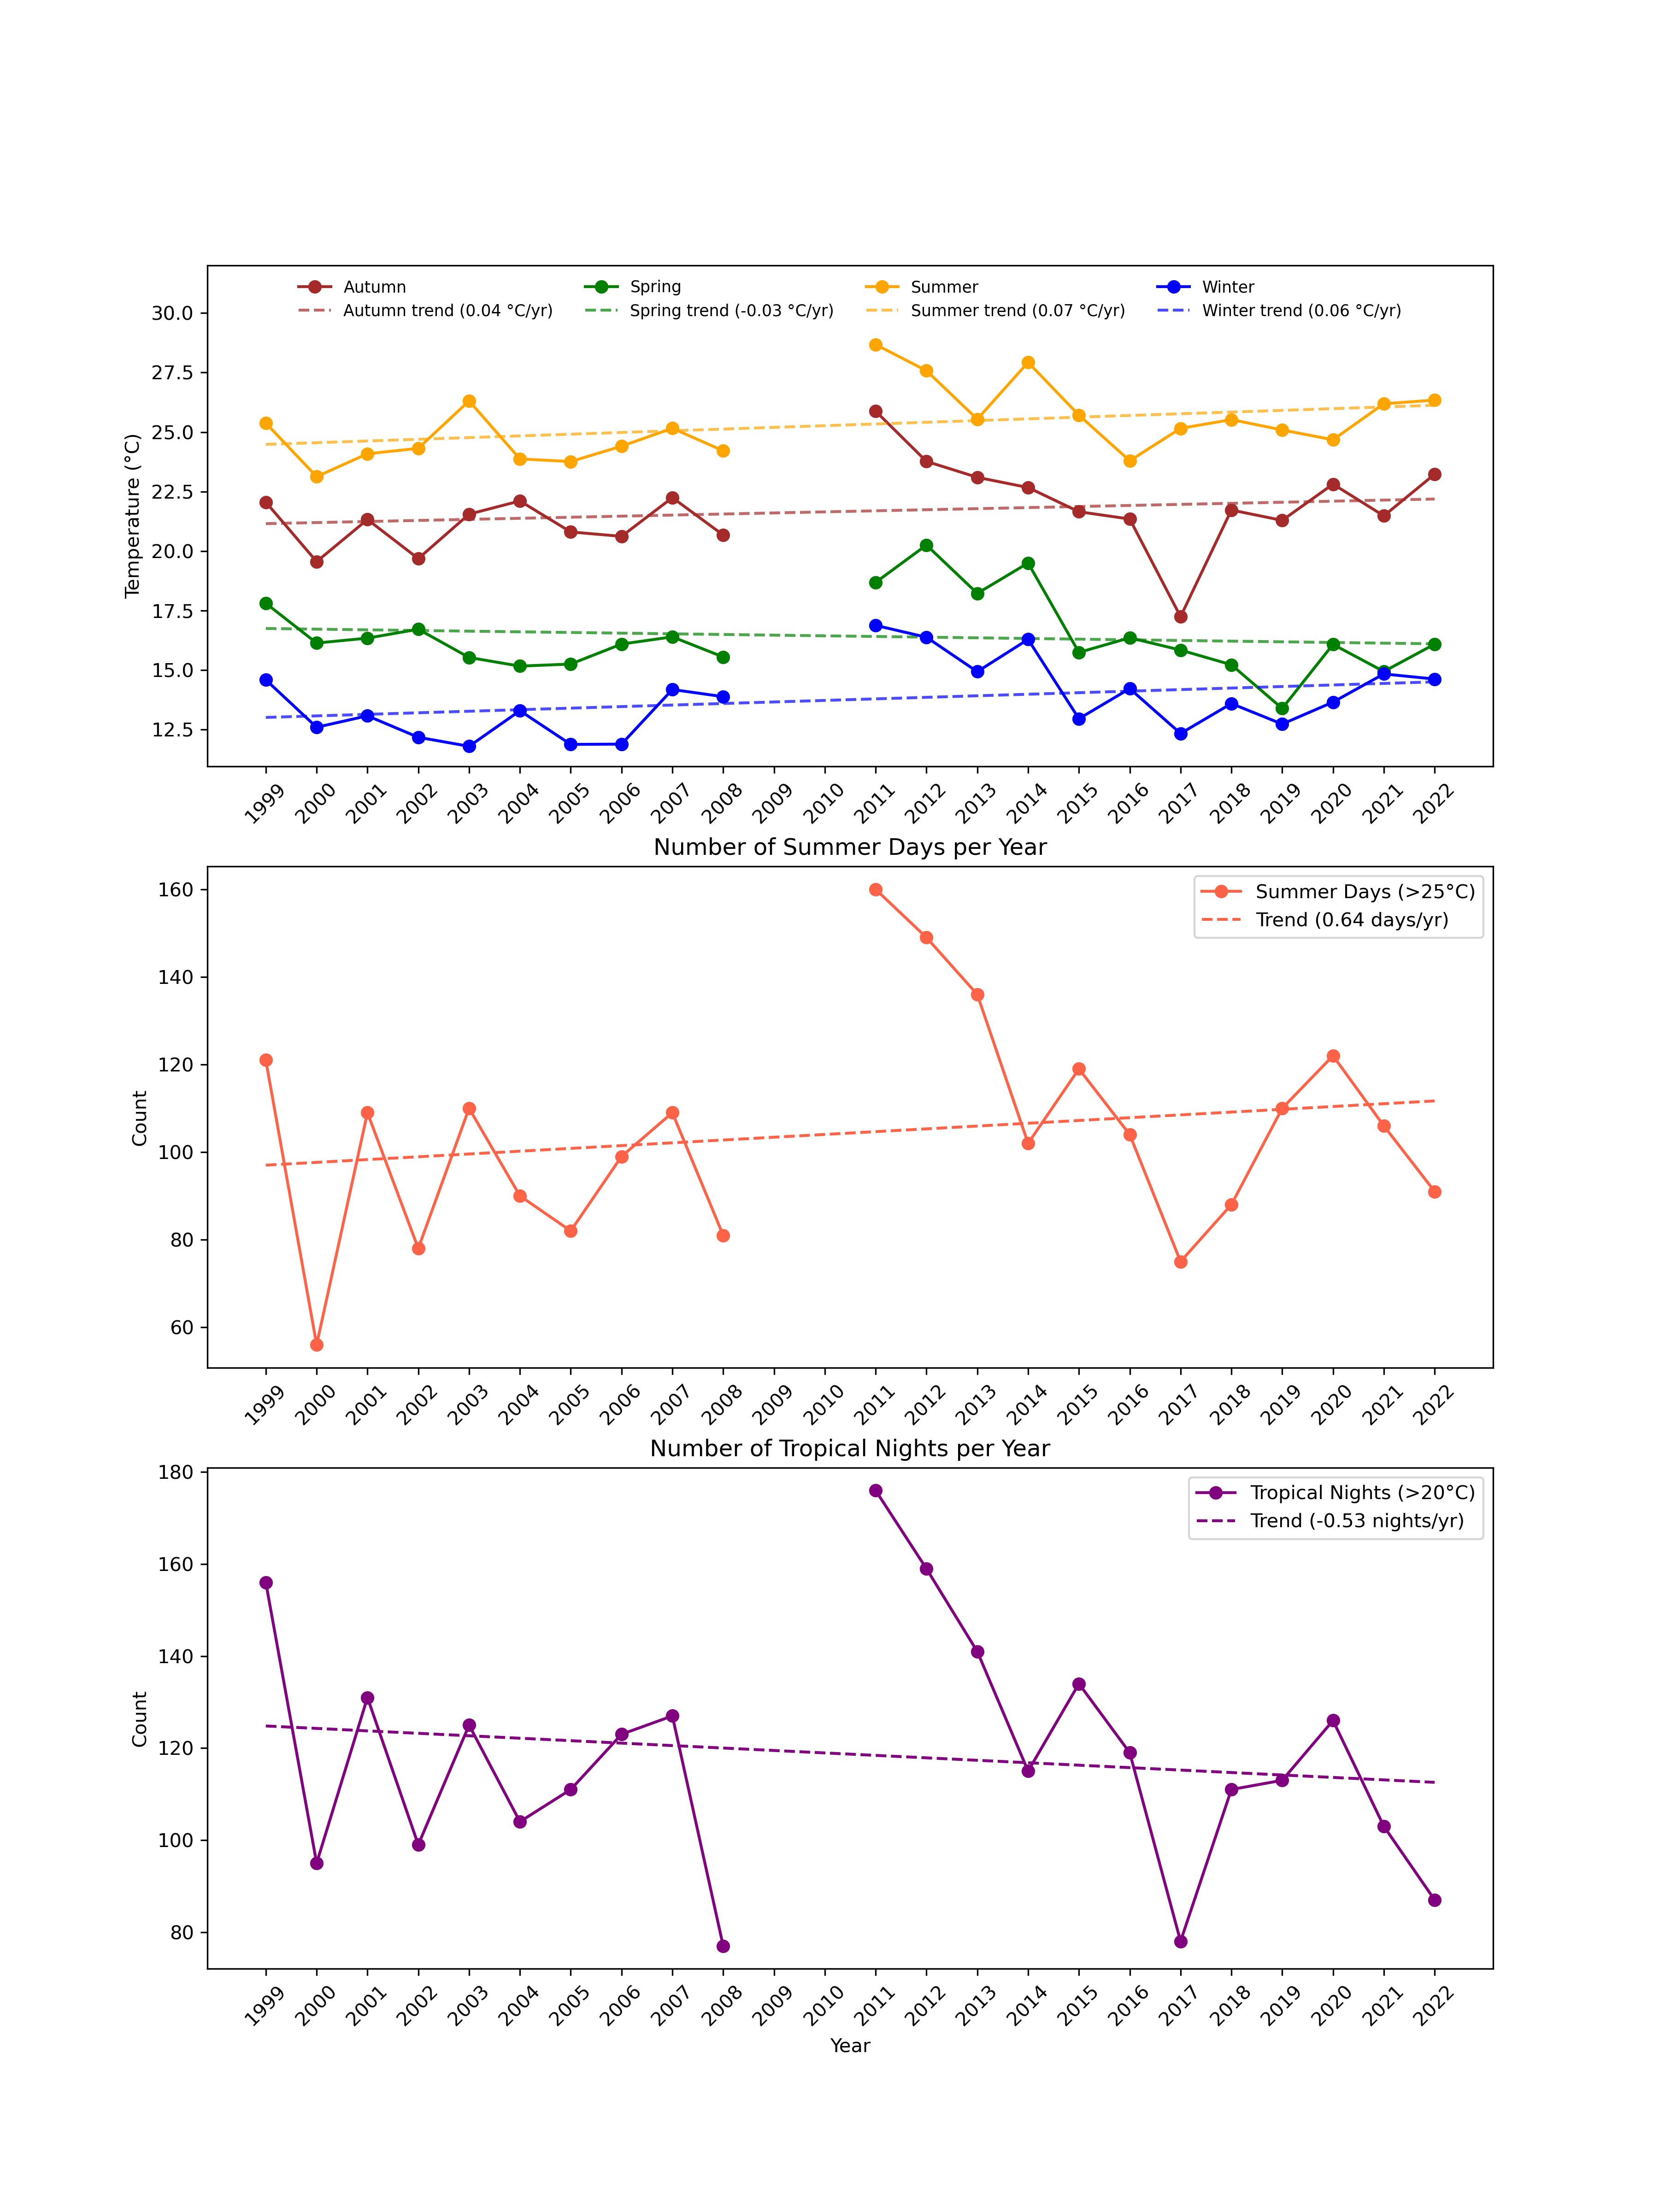 Autumn Spring Summer Winter
Autumn trend (0.04 °C/yr) Spring trend (-0.03 °C/yr) Summer trend (0.07 °C/yr) Winter trend (0.06 °C/yr)
30.0
27.5
25.0
22.5
20.0
17.5
15.0
12.5
Temperature (°C)
1999 2000 2001 2002 2003 2004 2005 2006 2007 2008 2009 2010 2011 2012 2013 2014 2015 2016 2017 2018 2019 2020 2021 2022
Number of Summer Days per Year
Summer Days (>25°C)
Trend (0.64 days/yr)
160
140
120
100
80
60
Count
1999 2000 2001 2002 2003 2004 2005 2006 2007 2008 2009 2010 2011 2012 2013 2014 2015 2016 2017 2018 2019 2020 2021 2022
Number of Tropical Nights per Year
Tropical Nights (>20°C)
Trend (-0.53 nights/yr)
180
160
140
120
100
80
Count
1999 2000 2001 2002 2003 2004 2005 2006 2007 2008 2009 2010 2011 2012 2013 2014 2015 2016 2017 2018 2019 2020 2021 2022
Year